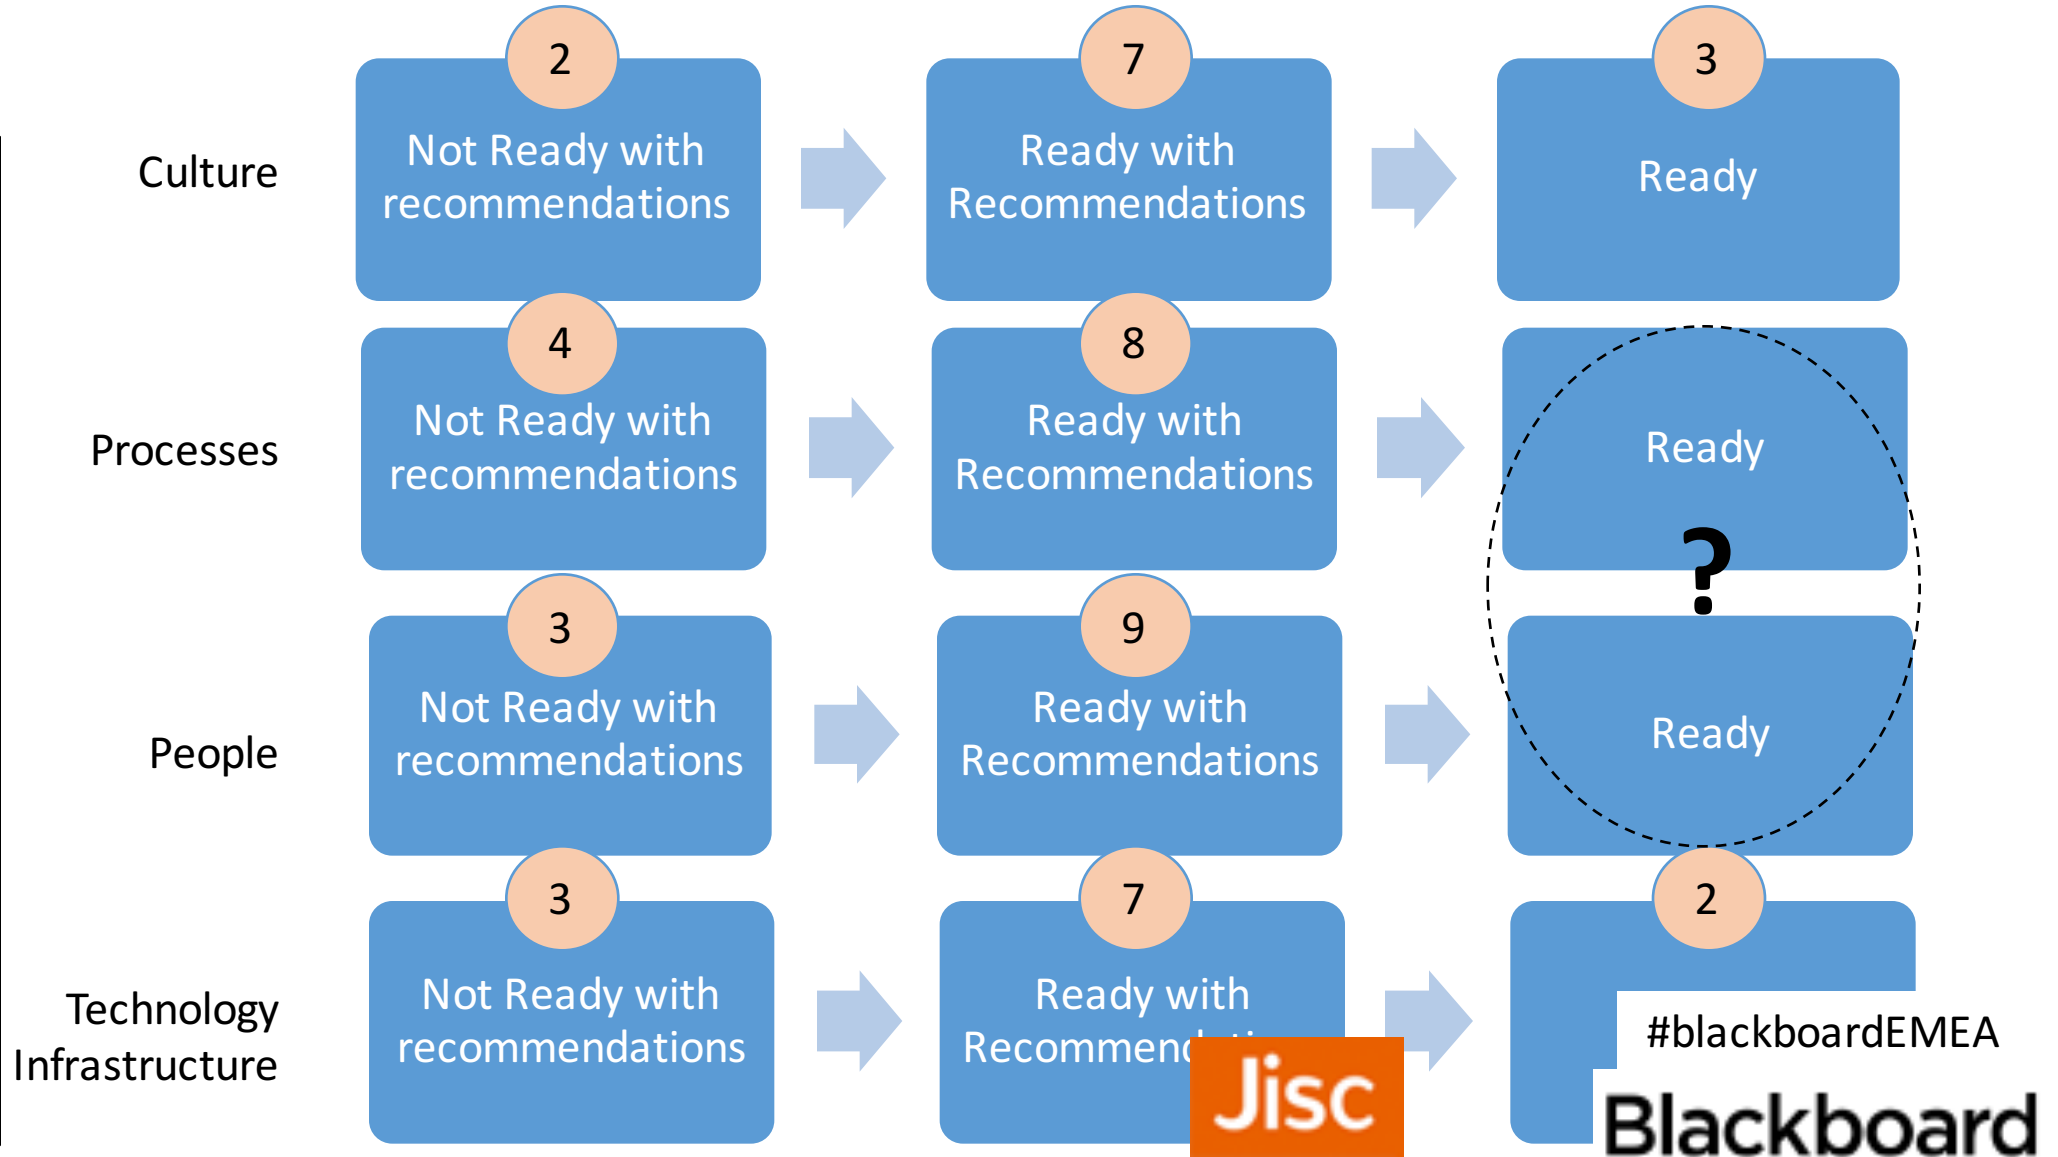 2
7
3
Culture
Not Ready with
recommendations
Ready with
Recommendations
Ready
4
8
Processes
Not Ready with
recommendations
Ready with
Recommendations
Ready
?
3
9
People
Not Ready with
recommendations
Ready with
Recommendations
Ready
3
7
2
Technology
Infrastructure
Not Ready with
recommendations
Ready with
#blackboardEMEA
Jisc
Blackboard